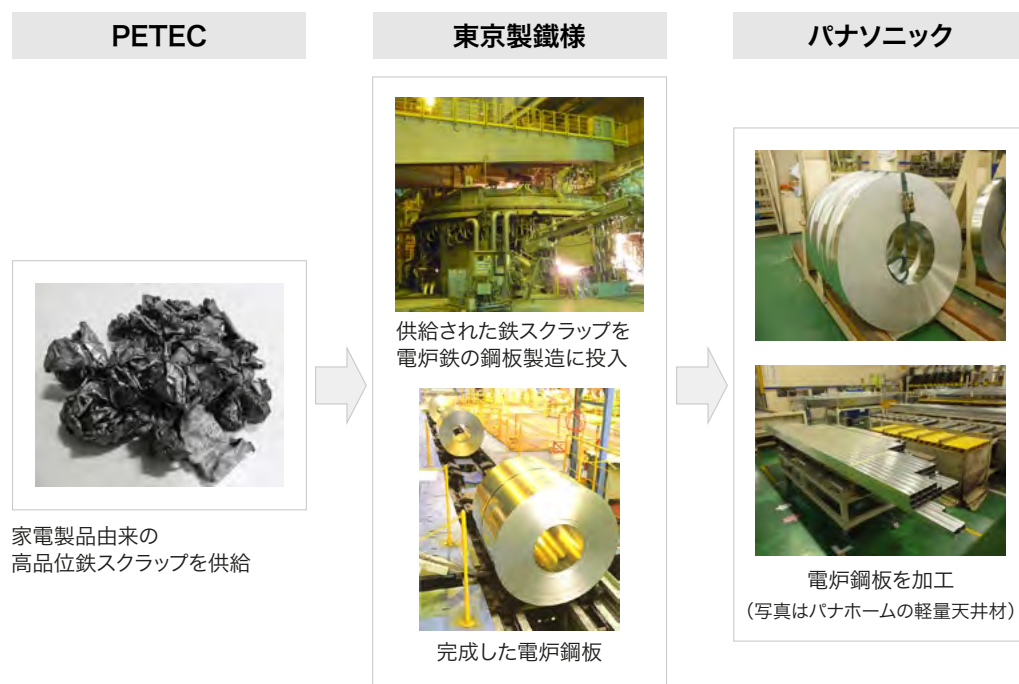 PETEC
家電製品由来の
高品位鉄スクラップを供給
東京製鐵様
供給された鉄スクラップを
電炉鉄の鋼板製造に投入
完成した電炉鋼板
パナソニック
電炉鋼板を加工
（写真はパナホームの軽量天井材）